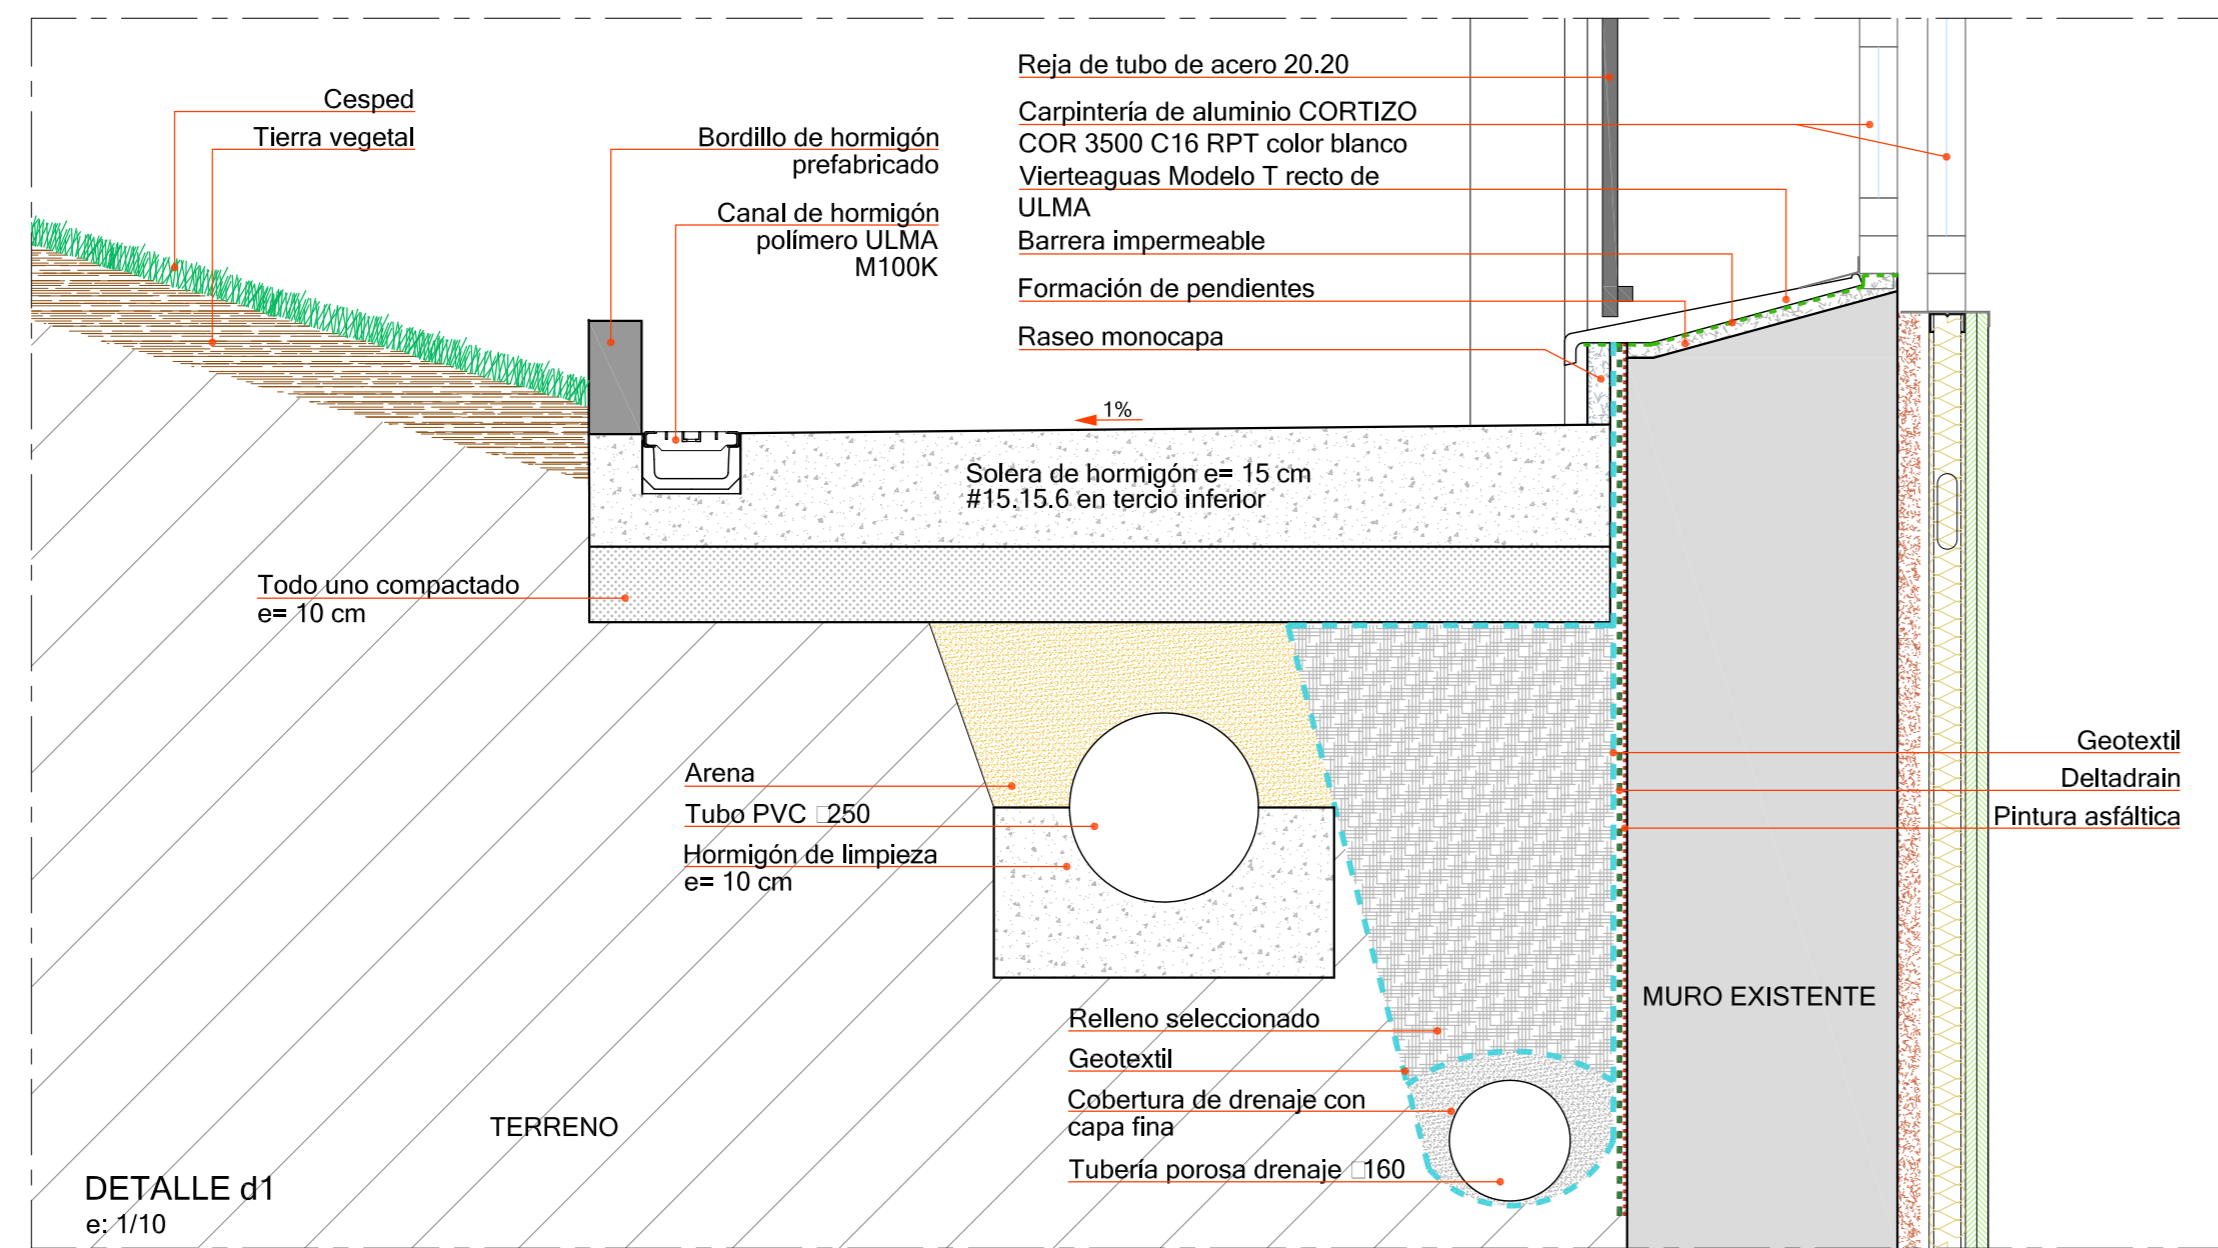 Cesped
Tierra vegetal
Bordillo de hormigón
prefabricado
Canal de hormigón
polímero ULMA
M100K
Reja de tubo de acero 20.20
Carpintería de aluminio CORTIZO
COR 3500 C16 RPT color blanco
Vierteaguas Modelo T recto de
ULMA
Barrera impermeable
Formación de pendientes
Raseo monocapa
1%
Solera de hormigón e= 15 cm
#15.15.6 en tercio inferior
Todo uno compactado
e= 10 cm
Arena
Tubo PVC □250
Hormigón de limpieza
e= 10 cm
Geotextil
Deltadrain
Pintura asfáltica
MURO EXISTENTE
Relleno seleccionado
Geotextil
Cobertura de drenaje con
capa fina
Tubería porosa drenaje □160
TERRENO
DETALLE d1
e: 1/10